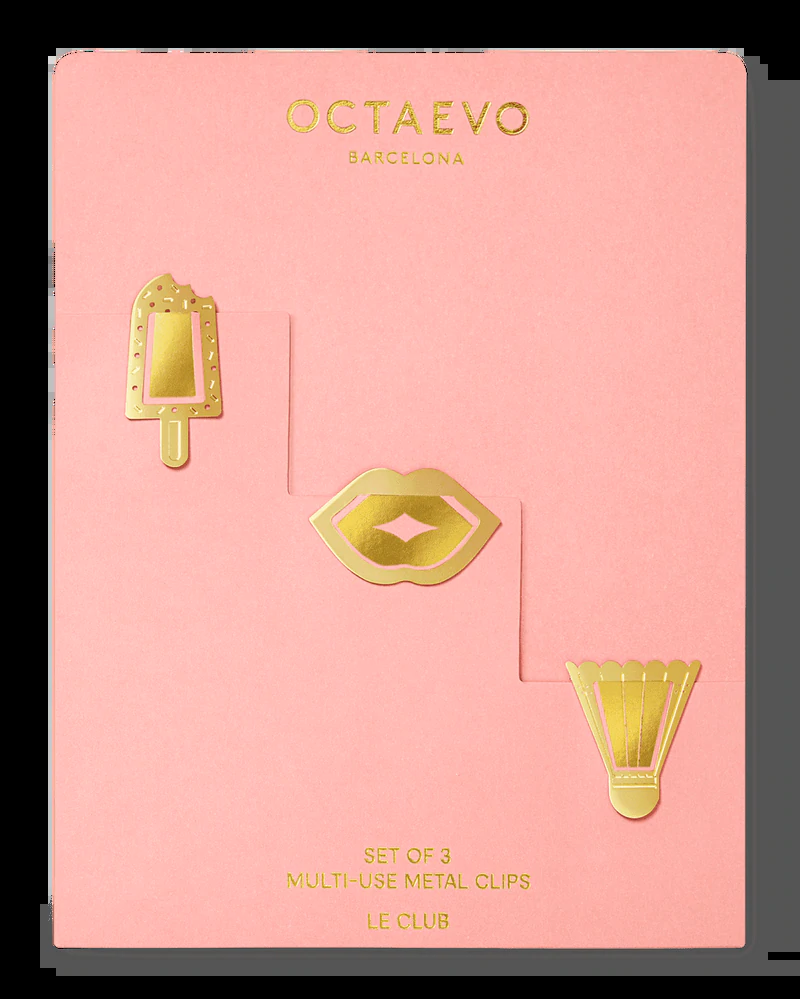 OCTAEVO
BARCELONA
SET OF 3
MULTI-USE METAL CLIPS
LE CLUB